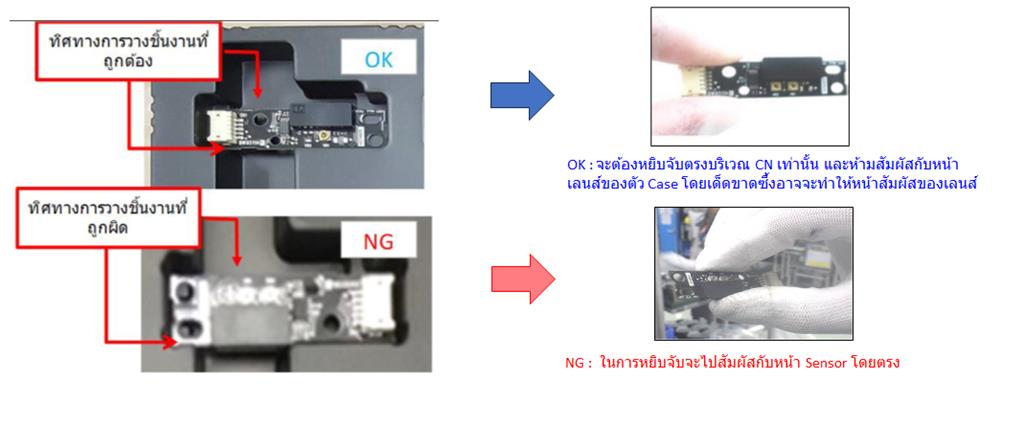 ทิศทางการวางชิ้นงานที่
ถูกต้อง
OK
OK : จะต้องหยิบจับตรงบริเวณ CN เท่านั้น และห้ามสัมผัสกับหน้า
เลนส์ของตัว Case โดยเด็ดขาดซึ้งอาจจะทำให้หน้าสัมผัสของเลนส์
ทิศทางการวางชิ้นงานที่
ถูกผิด
NG
NG : ในการหยิบจับจะไปสัมผัสกับหน้า Sensor โดยตรง